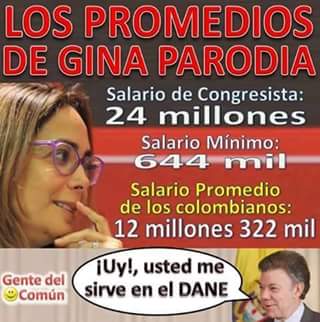 LOS PROMEDIOS
DE GINA PARODIA
Salario de Congresista:
24 millones
Salario Mínimo:
644 mil
Salario Promedio
de los colombianos:
12 millones 322 mil
¡Uy!, usted me
sirve en el DANE
Gente del
Común